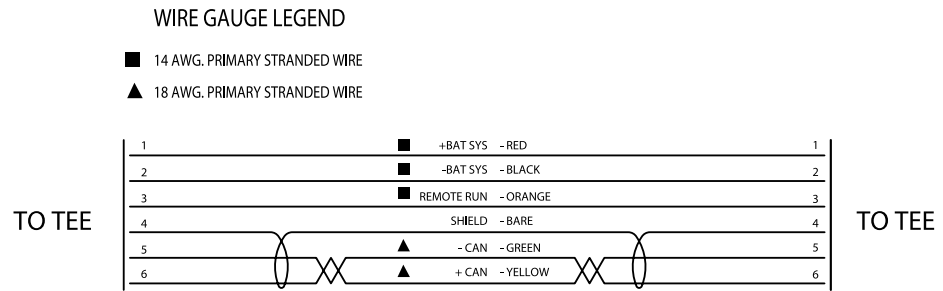 WIRE GAUGE LEGEND
■ 14 AWG. PRIMARY STRANDED WIRE
▲ 18 AWG. PRIMARY STRANDED WIRE
1 ■ +BAT SYS - RED 1
2 ■ -BAT SYS - BLACK 2
3 ■ REMOTE RUN - ORANGE 3
TO TEE 4 SHIELD - BARE 4 TO TEE
5 ▲ - CAN - GREEN 5
6 ▲ + CAN - YELLOW 6